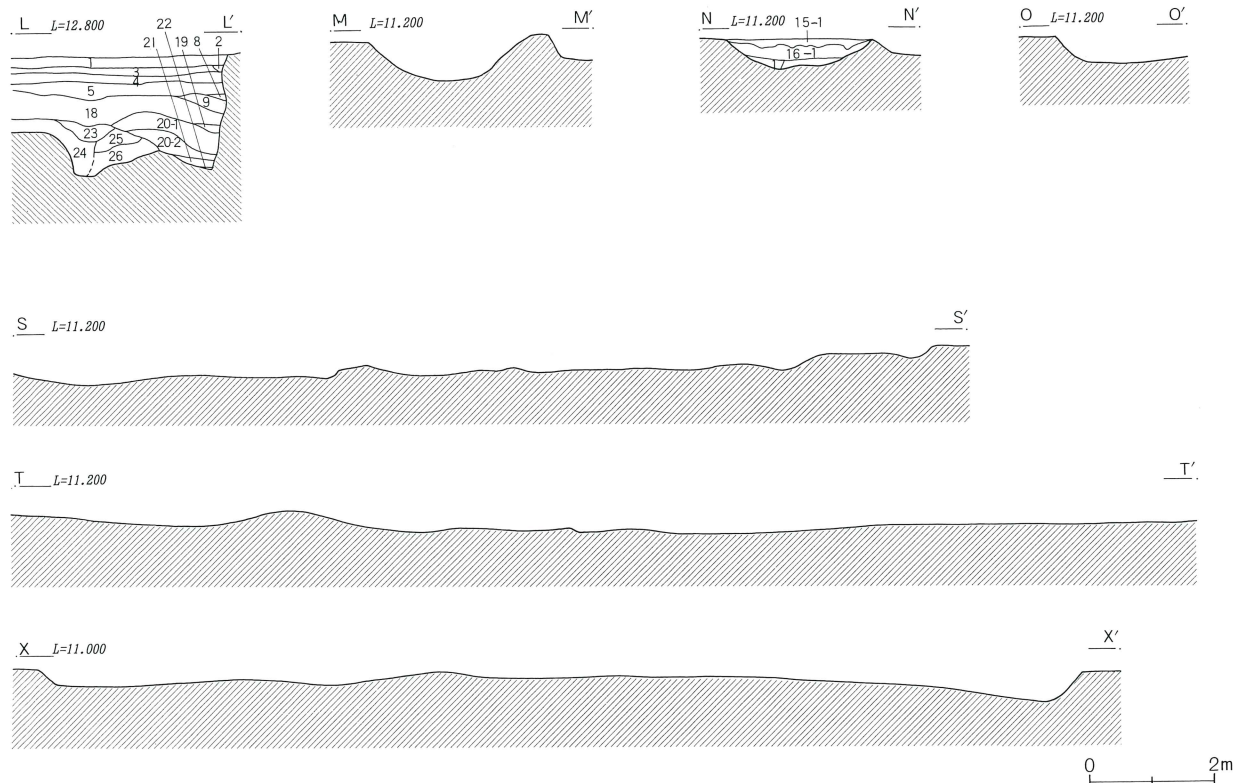 L L=12.800 L′
22
21 19 8 2
1
3
4
5
9
18
20-1
23
25
20-2
24
26
M L=11.200 M′
N L=11.200 15-1 N′
16-1
17
O L=11.200 O′
S L=11.200 S′
T L=11.200 T′
X L=11.000 X′
0 2m